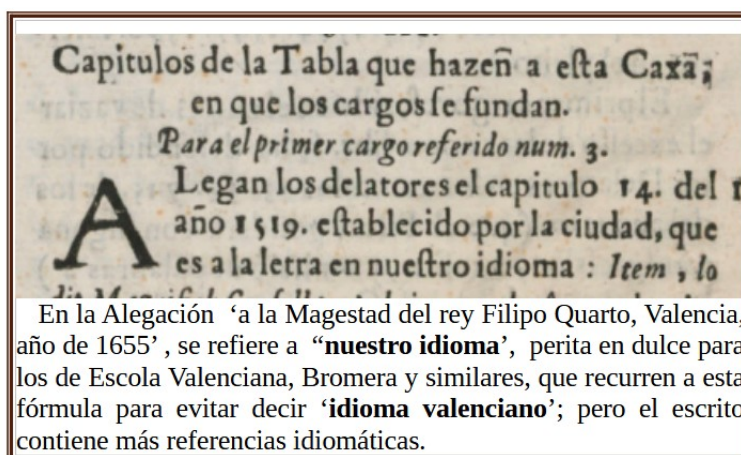 Capitulos de la Tabla que hazeñ a eſta Caxã;
en que los cargos ſe fundan.
Para el primer cargo referido num. 3.
ALegan los delatores el capitulo 14. del
año 1519. eſtablecido por la ciudad, que
es a la letra en nueſtro idioma : Item , lo
En la Alegación ‘a la Magestad del rey Filipo Quarto, Valencia,
año de 1655’ , se refiere a “nuestro idioma’, perita en dulce para
los de Escola Valenciana, Bromera y similares, que recurren a esta
fórmula para evitar decir ‘idioma valenciano’; pero el escrito
contiene más referencias idiomáticas.